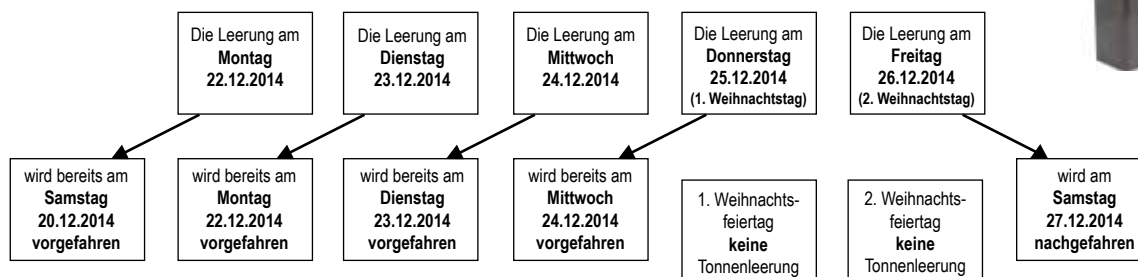 Die Leerung am
Montag
22.12.2014
Die Leerung am
Dienstag
23.12.2014
Die Leerung am
Mittwoch
24.12.2014
Die Leerung am
Donnerstag
25.12.2014
(1. Weihnachtstag)
Die Leerung am
Freitag
26.12.2014
(2. Weihnachtstag)
wird bereits am
Samstag
20.12.2014
vorgefahren
wird bereits am
Montag
22.12.2014
vorgefahren
wird bereits am
Dienstag
23.12.2014
vorgefahren
wird bereits am
Mittwoch
24.12.2014
vorgefahren
1. Weihnachts-
feiertag
keine
Tonnenleerung
2. Weihnachts-
feiertag
keine
Tonnenleerung
wird am
Samstag
27.12.2014
nachgefahren